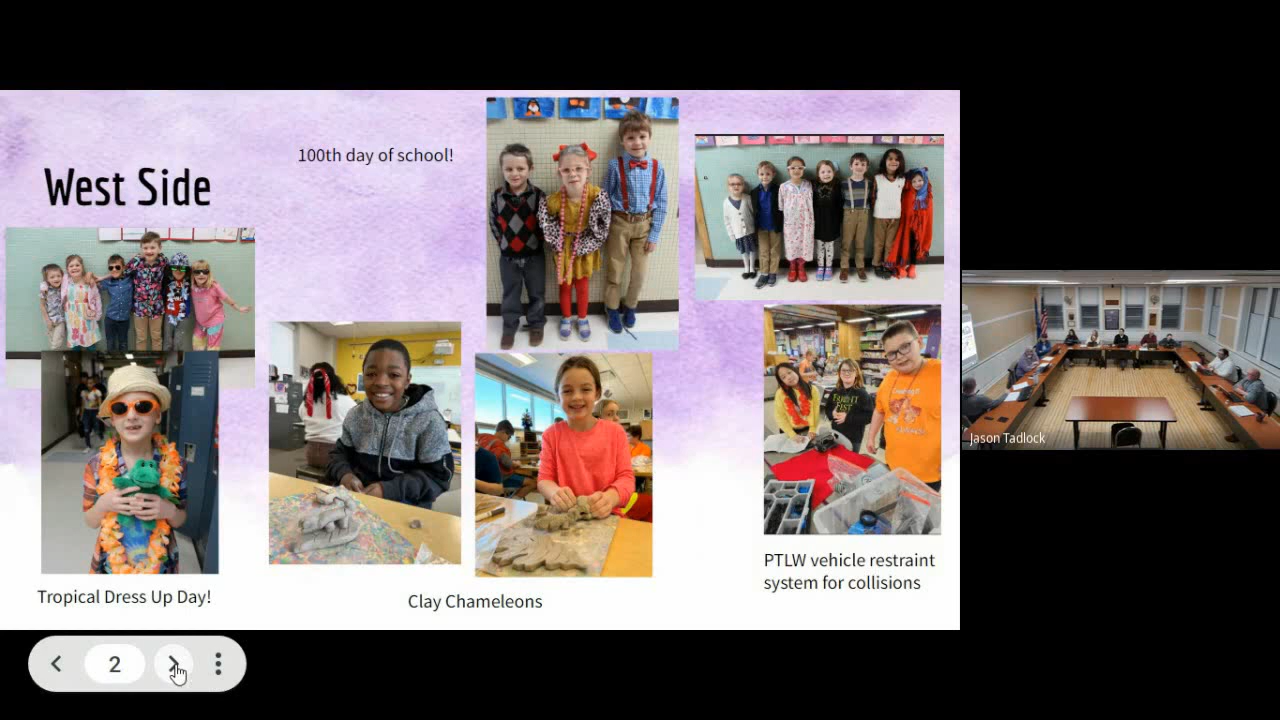 100th day of school!
West Side
PTLW vehicle restraint
system for collisions
Tropical Dress Up Day!
Clay Chameleons
2
Jason Tadlock